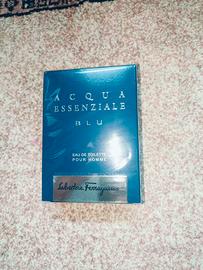 ACQUA
ESSENZIALE
BLU
EAU DE TOILETTE
POUR HOMME
Salvatore Ferragamo